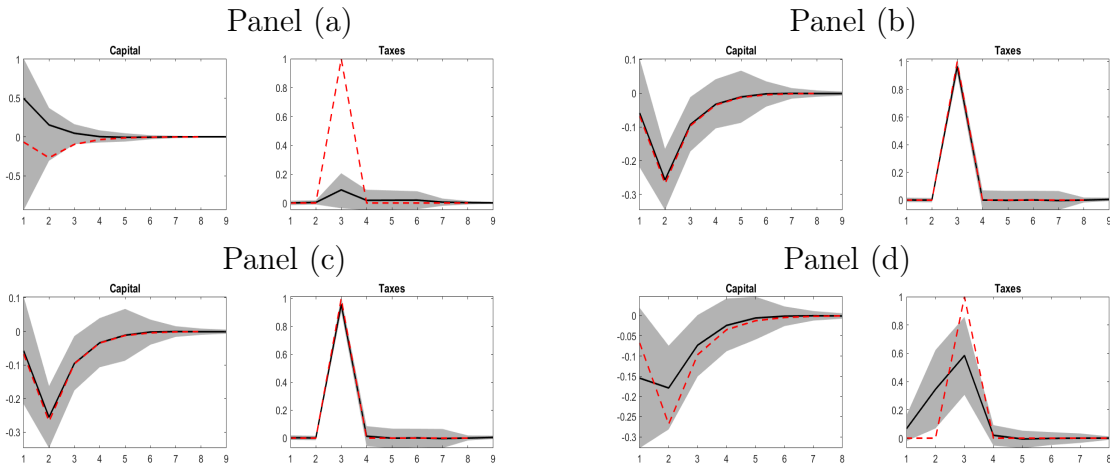 Panel (a)
Capital
Taxes
1
0.5
0
-0.5
1 2 3 4 5 6 7 8 9
1
0.8
0.6
0.4
0.2
0
1 2 3 4 5 6 7 8 9
Panel (b)
Capital
Taxes
0.1
0
-0.1
-0.2
-0.3
1 2 3 4 5 6 7 8 9
1
0.8
0.6
0.4
0.2
0
1 2 3 4 5 6 7 8 9
Panel (c)
Capital
Taxes
0.1
0
-0.1
-0.2
-0.3
1 2 3 4 5 6 7 8 9
1
0.8
0.6
0.4
0.2
0
1 2 3 4 5 6 7 8 9
Panel (d)
Capital
Taxes
0
-0.05
-0.1
-0.15
-0.2
-0.25
-0.3
1 2 3 4 5 6 7 8
1
0.8
0.6
0.4
0.2
0
1 2 3 4 5 6 7 8